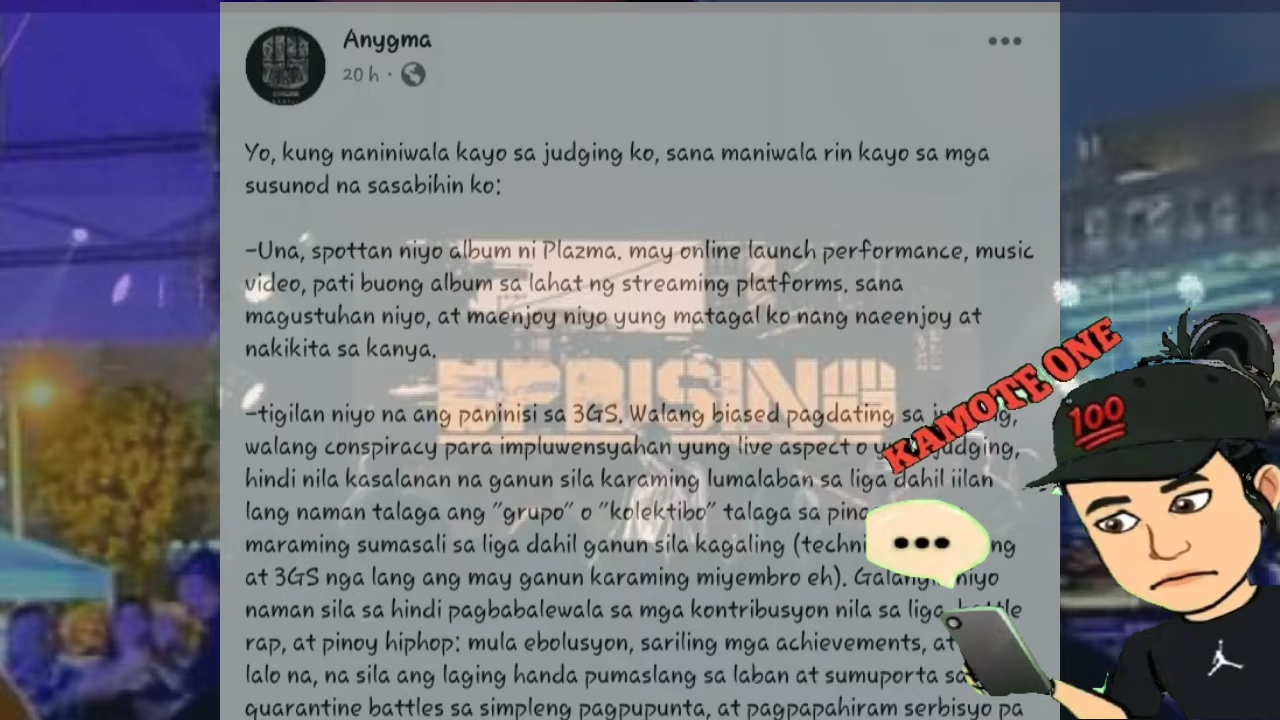 Anygma
20 h ·
Yo, kung naniniwala kayo sa judging ko, sana maniwala rin kayo sa mga
susunod na sasabihin ko:
-Una, spottan niyo album ni Plazma. may online launch performance, music
video, pati buong album sa lahat ng streaming platforms. sana
magustuhan niyo, at maenjoy niyo yung matagal ko nang naeenjoy at
nakikita sa kanya.
-tigilan niyo na ang paninisi sa 3GS. Walang biased pagdating sa
walang conspiracy para impluwensyahan yung live aspect o judging,
hindi nila kasalanan na ganun sila karaming lumalaban sa liga dahil iilan
lang naman talaga ang "grupo" o "kolektibo" talaga sa
maraming sumasali sa liga dahil ganun sila kagaling
at 3GS nga lang ang may ganun karaming miyembro eh). niyo
naman sila sa hindi pagbabalewala sa mga kontribusyon nila sa liga,
rap, at pinoy hiphop: mula ebolusyon, sariling mga achievements, at
lalo na, na sila ang laging handa pumaslang sa laban at sumuporta
quarantine battles sa simpleng pagpupunta, at pagpapahiram serbisyo pa
KAMOTE ONE
100